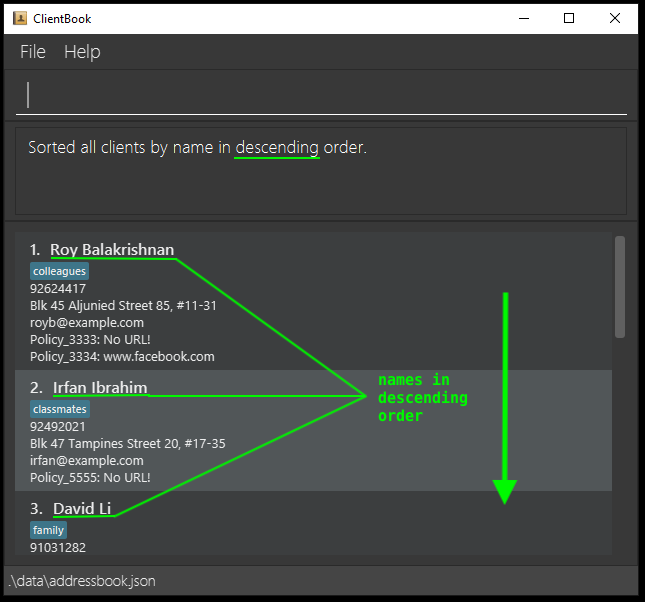 ClientBook
File Help
Sorted all clients by name in descending order.
1. Roy Balakrishnan
colleagues
92624417
Blk 45 Aljunied Street 85, #11-31
royb@example.com
Policy_3333: No URL!
Policy_3334: www.facebook.com
2. Irfan Ibrahim
classmates
92492021
Blk 47 Tampines Street 20, #17-35
irfan@example.com
Policy_5555: No URL!
3. David Li
family
91031282
names in
descending
order
.\data\addressbook.json